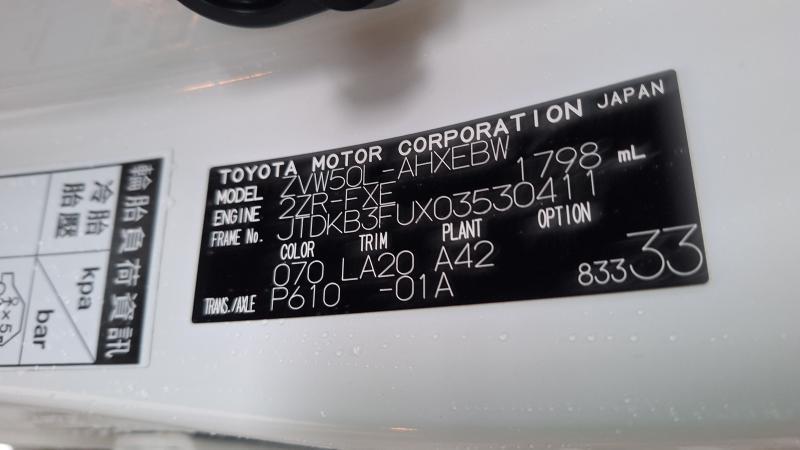 TOYOTA MOTOR CORPORATION JAPAN
MODEL ZVW50L-AHXEBW
ENGINE 2ZR-FXE 1798 mL
FRAME No. JTDKB3FUX03530411
COLOR TRIM PLANT OPTION
070 LA20 A42
TRANS./AXLE P610 -01A 83333
輪胎負荷資訊
冷胎
胎壓
kpa
bar